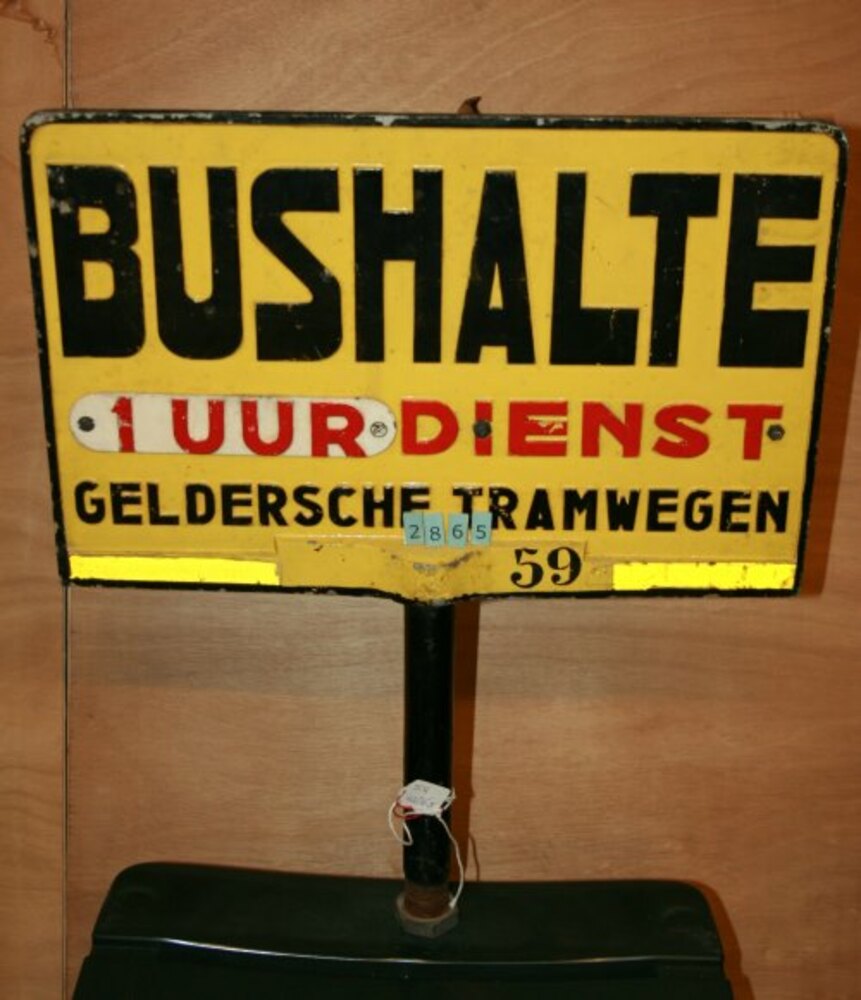 BUSHALTE
1 UUR DIENST
GELDERSCHE TRAMWEGEN
2865
59